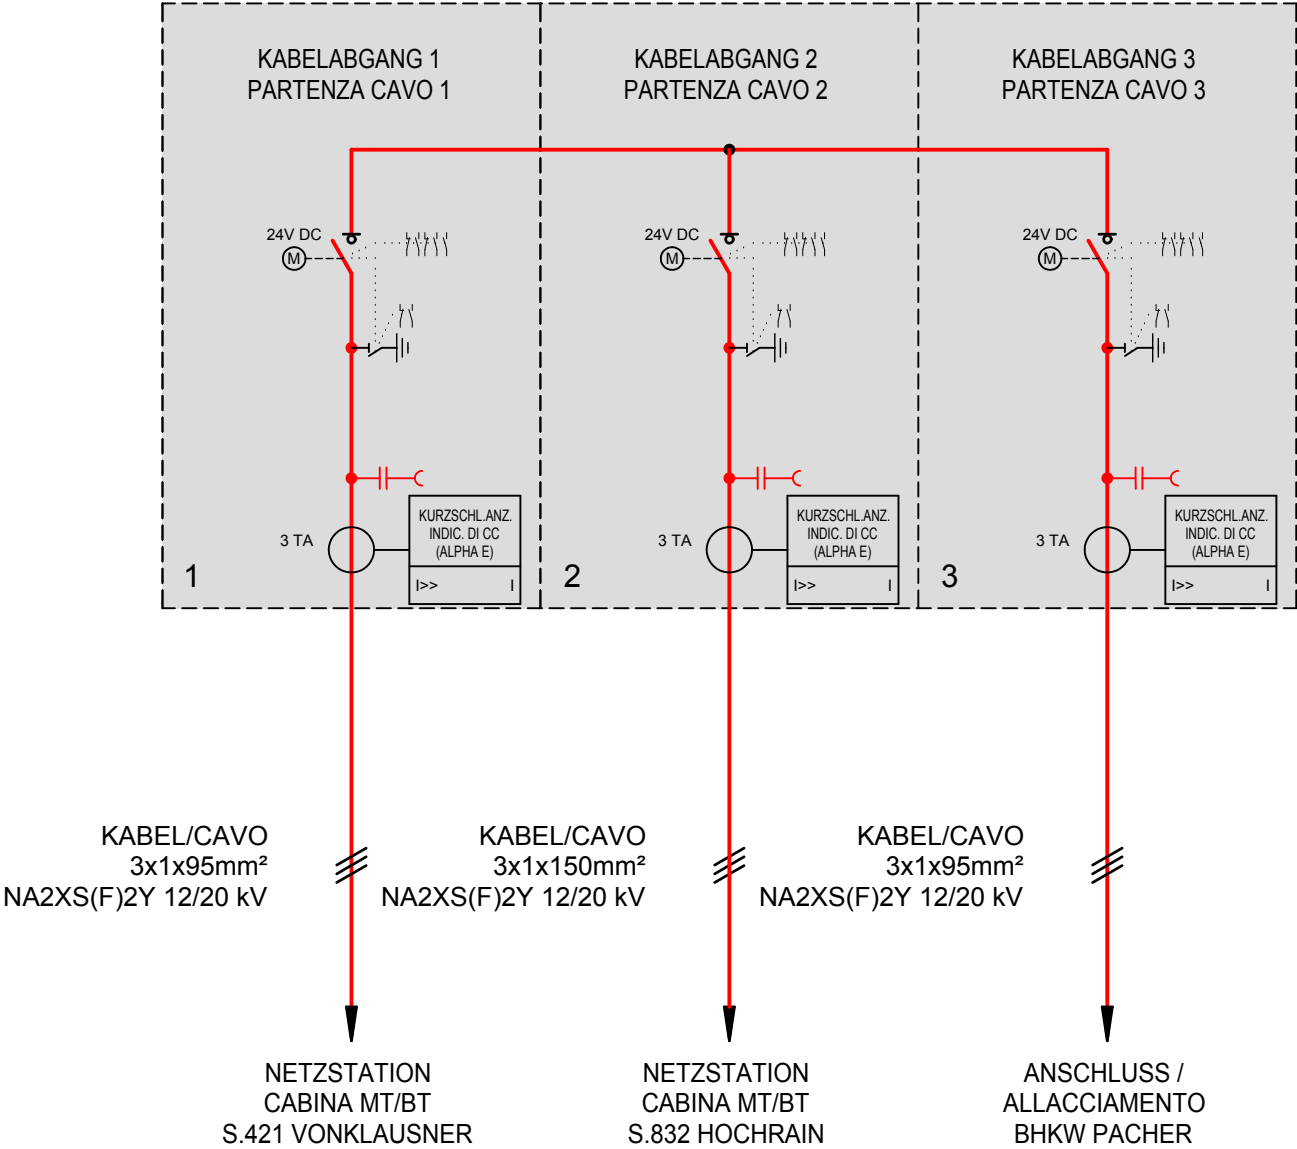 KABELABGANG 1
PARTENZA CAVO 1
24V DC
M
3 TA
KURZSCHL.ANZ.
INDIC. DI CC
(ALPHA E)
I>> I
1
KABELABGANG 2
PARTENZA CAVO 2
24V DC
M
3 TA
KURZSCHL.ANZ.
INDIC. DI CC
(ALPHA E)
I>> I
2
KABELABGANG 3
PARTENZA CAVO 3
24V DC
M
3 TA
KURZSCHL.ANZ.
INDIC. DI CC
(ALPHA E)
I>> I
3
KABEL/CAVO
3x1x95mm²
NA2XS(F)2Y 12/20 kV
KABEL/CAVO
3x1x150mm²
NA2XS(F)2Y 12/20 kV
KABEL/CAVO
3x1x95mm²
NA2XS(F)2Y 12/20 kV
NETZSTATION
CABINA MT/BT
S.421 VONKLAUSNER
NETZSTATION
CABINA MT/BT
S.832 HOCHRAIN
ANSCHLUSS /
ALLACCIAMENTO
BHKW PACHER